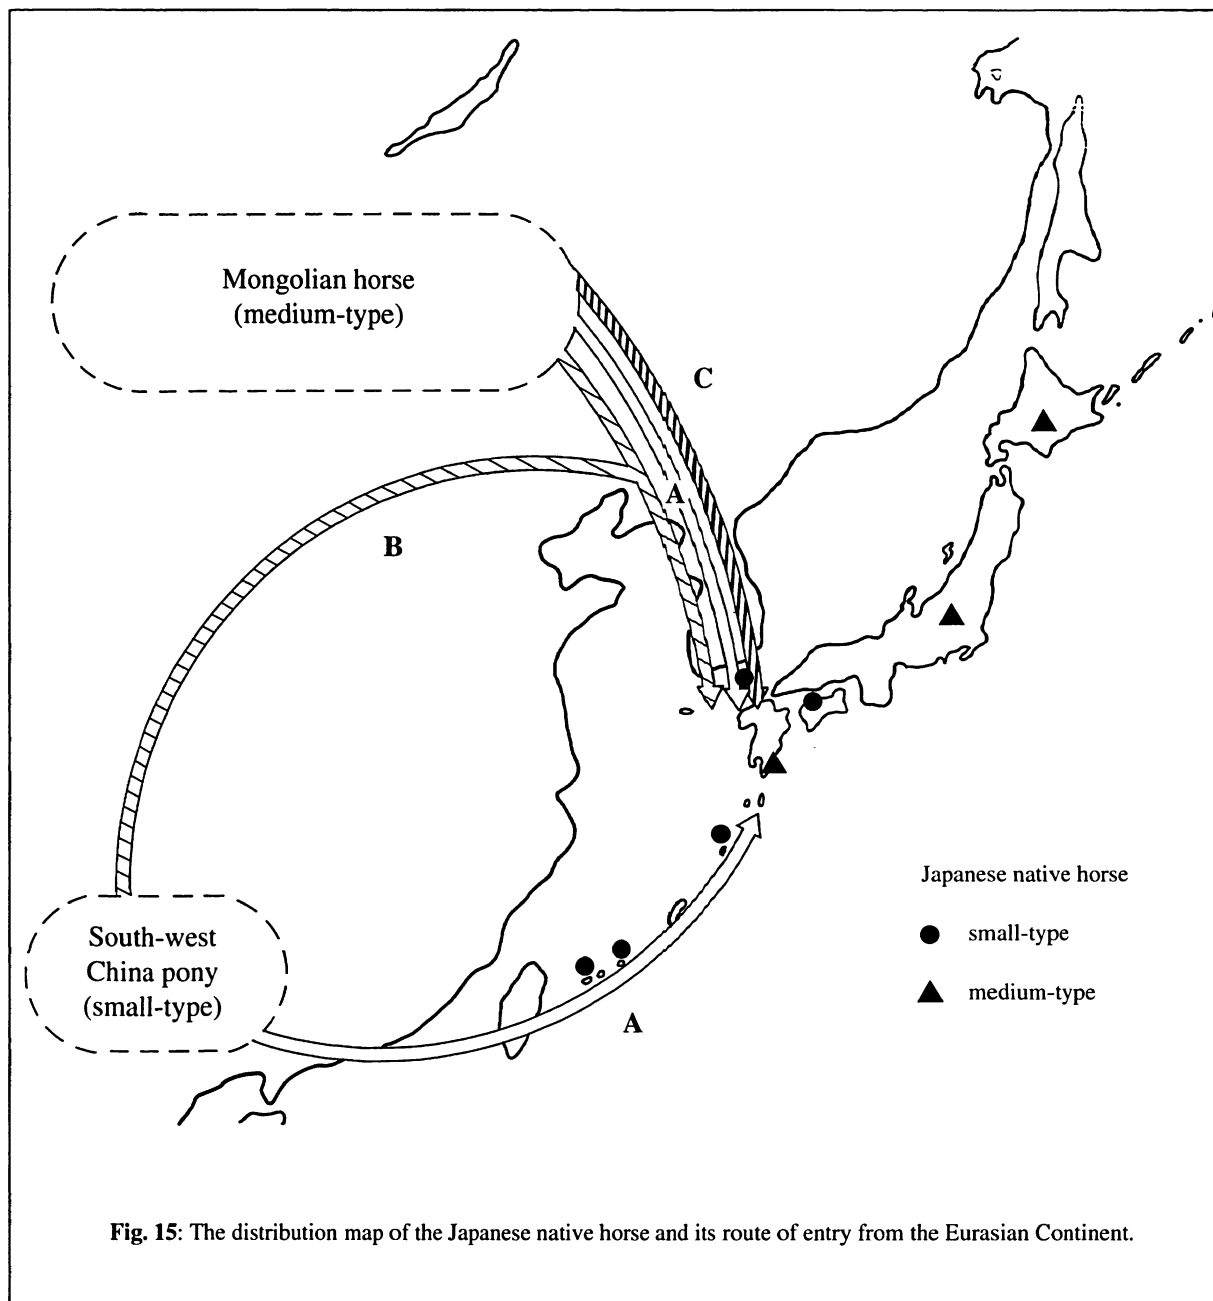 Mongolian horse
(medium-type)
C
A
B
South-west
China pony
(small-type)
A
Japanese native horse
small-type
medium-type
Fig. 15: The distribution map of the Japanese native horse and its route of entry from the Eurasian Continent.